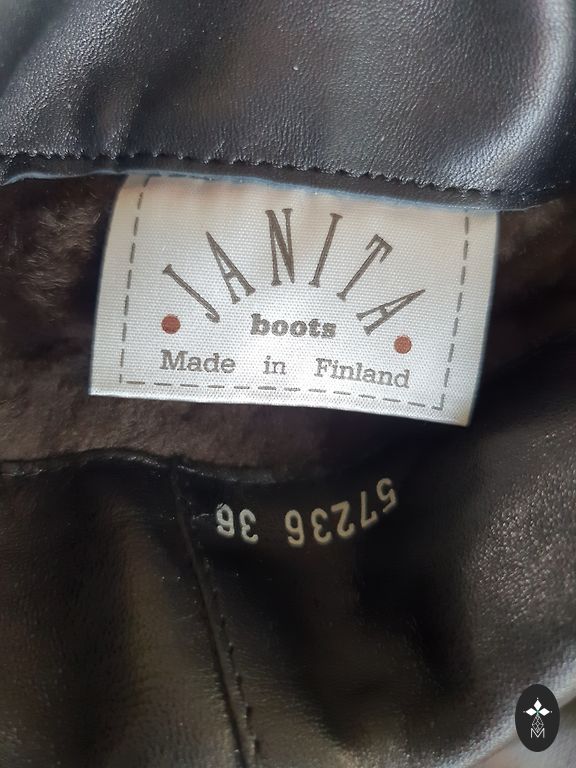 JANITA
boots
Made in Finland
57236 36
M